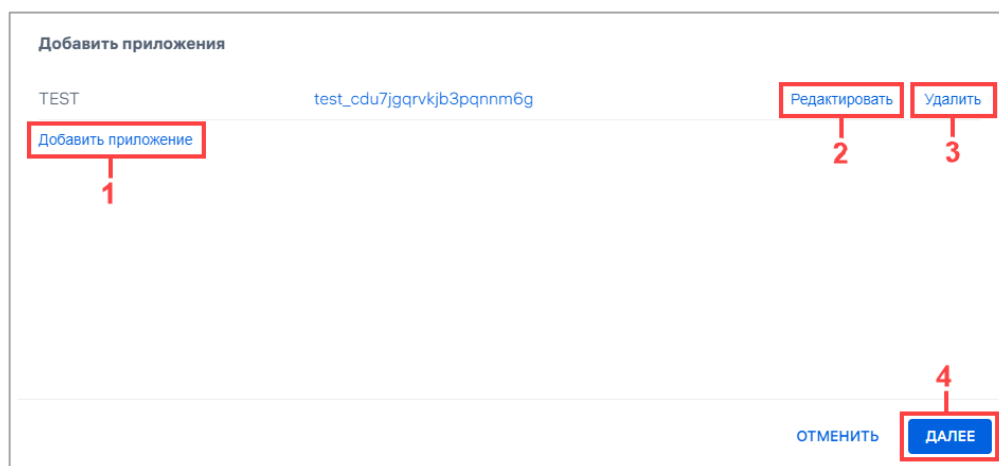 Добавить приложения
TEST test_cdu7jgqrvkjb3pqnnm6g Редактировать Удалить
Добавить приложение
2 3
1
4
ОТМЕНИТЬ ДАЛЕЕ